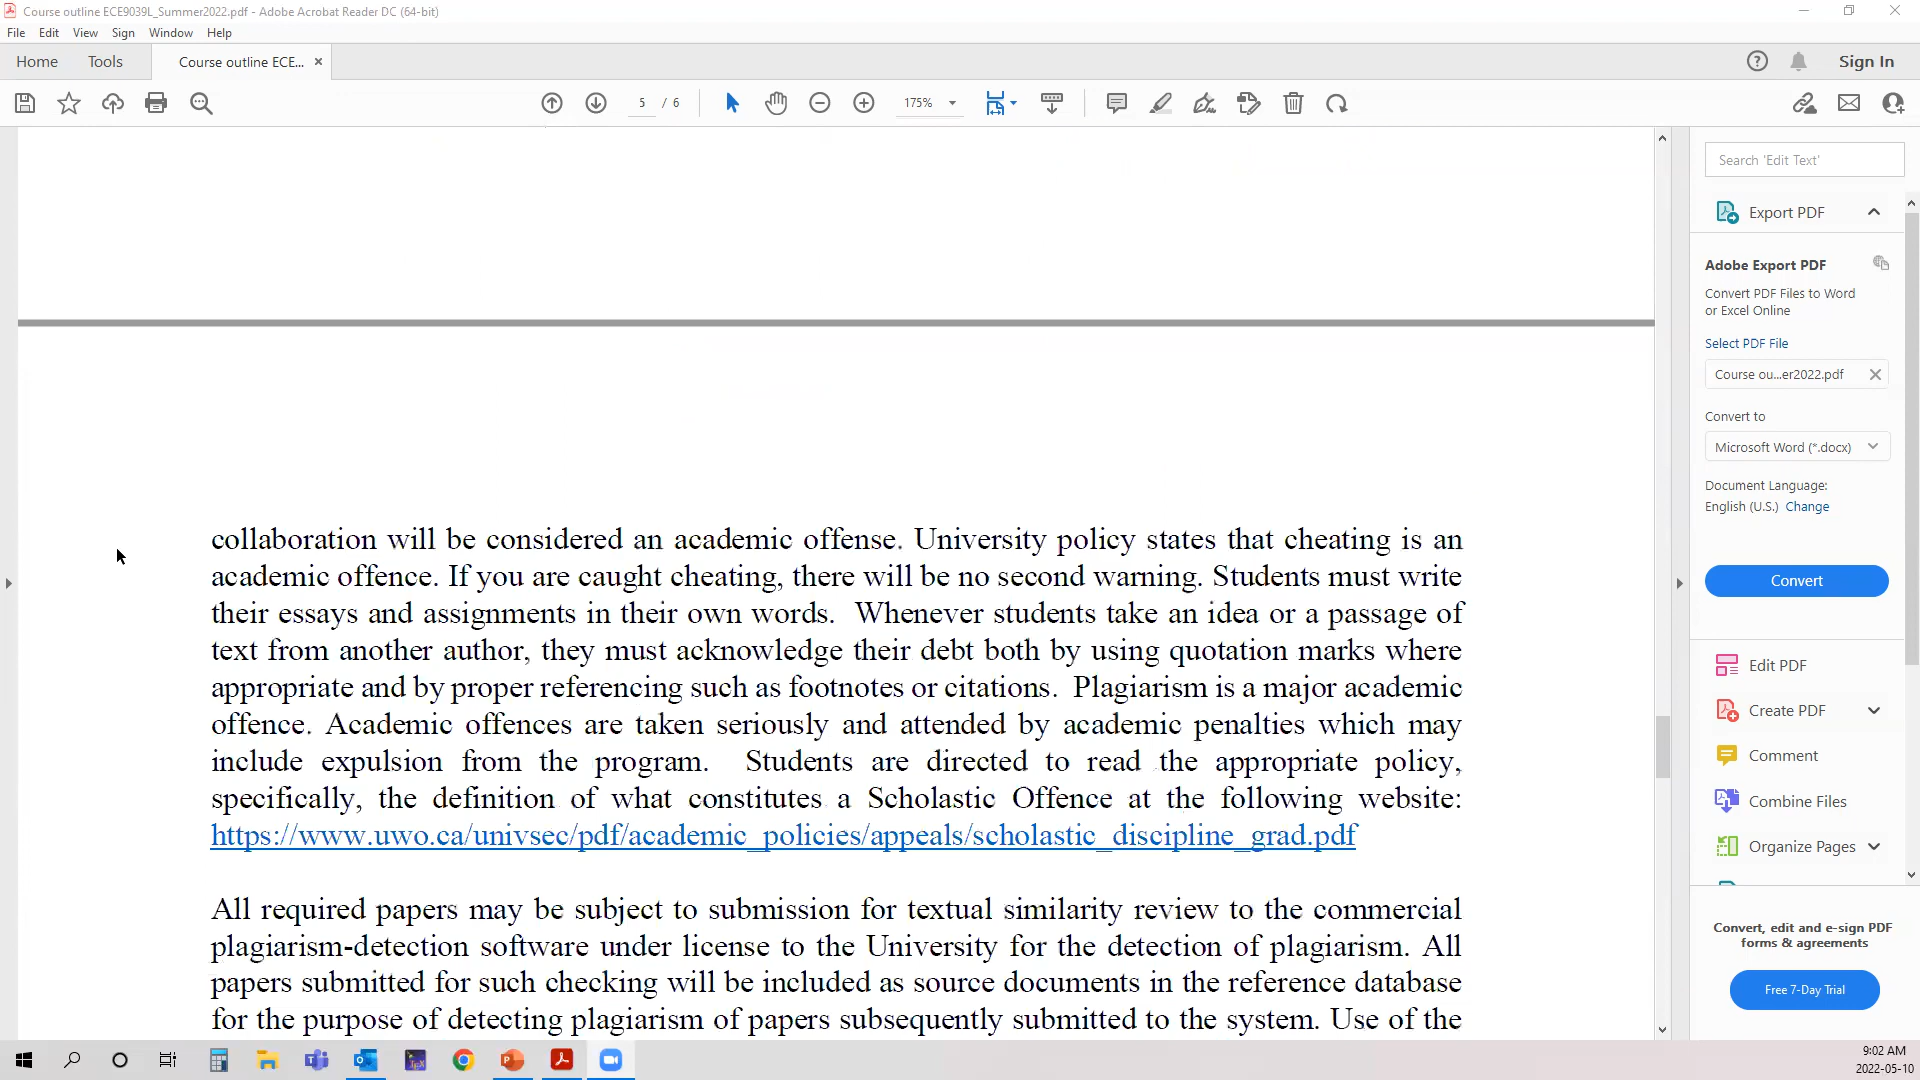 Course outline ECE9039L_Summer2022.pdf - Adobe Acrobat Reader DC (64-bit)
File Edit View Sign Window Help
Home Tools Course outline ECE... × Sign In
5 / 6 175%
Search 'Edit Text'
Export PDF
Adobe Export PDF
Convert PDF Files to Word
or Excel Online
Select PDF File
Course ou...er2022.pdf
Convert to
Microsoft Word (*.docx)
Document Language:
English (U.S.) Change
Convert
Edit PDF
Create PDF
Comment
Combine Files
Organize Pages
Convert, edit and e-sign PDF
forms & agreements
Free 7-Day Trial
collaboration will be considered an academic offense. University policy states that cheating is an
academic offence. If you are caught cheating, there will be no second warning. Students must write
their essays and assignments in their own words. Whenever students take an idea or a passage of
text from another author, they must acknowledge their debt both by using quotation marks where
appropriate and by proper referencing such as footnotes or citations. Plagiarism is a major academic
offence. Academic offences are taken seriously and attended by academic penalties which may
include expulsion from the program. Students are directed to read the appropriate policy,
specifically, the definition of what constitutes a Scholastic Offence at the following website:
https://www.uwo.ca/univsec/pdf/academic_policies/appeals/scholastic_discipline_grad.pdf
All required papers may be subject to submission for textual similarity review to the commercial
plagiarism-detection software under license to the University for the detection of plagiarism. All
papers submitted for such checking will be included as source documents in the reference database
for the purpose of detecting plagiarism of papers subsequently submitted to the system. Use of the
9:02 AM
2022-05-10